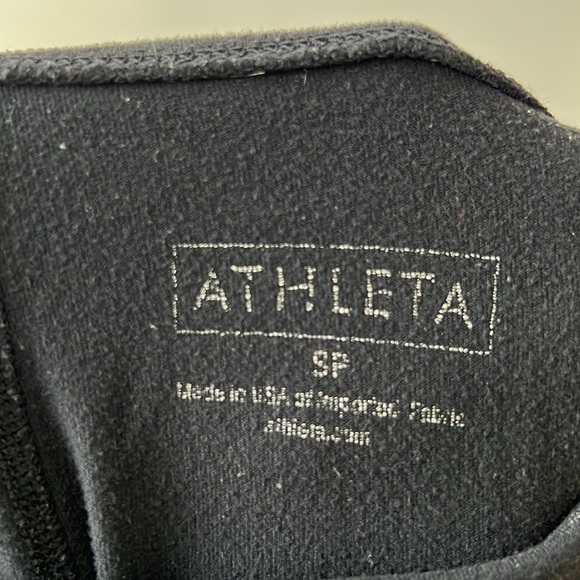 ATHLETA
SP
Made in USA of Imported Fabric
athleta.com